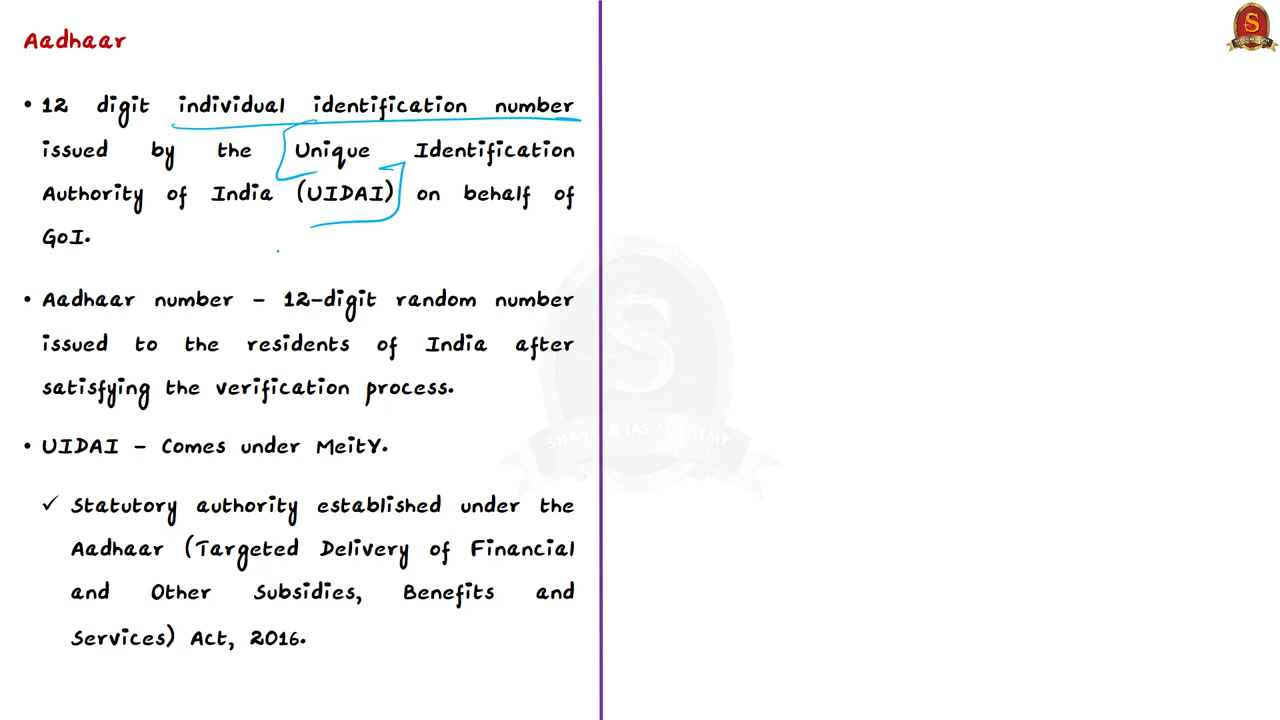 Aadhaar
• 12 digit individual identification number
issued by the Unique Identification
Authority of India (UIDAI) on behalf of
GoI.
• Aadhaar number – 12-digit random number
issued to the residents of India after
satisfying the verification process.
• UIDAI – Comes under MeitY.
✓ Statutory authority established under the
Aadhaar (Targeted Delivery of Financial
and Other Subsidies, Benefits and
Services) Act, 2016.
S
SHANKAR IAS ACADEMY
S